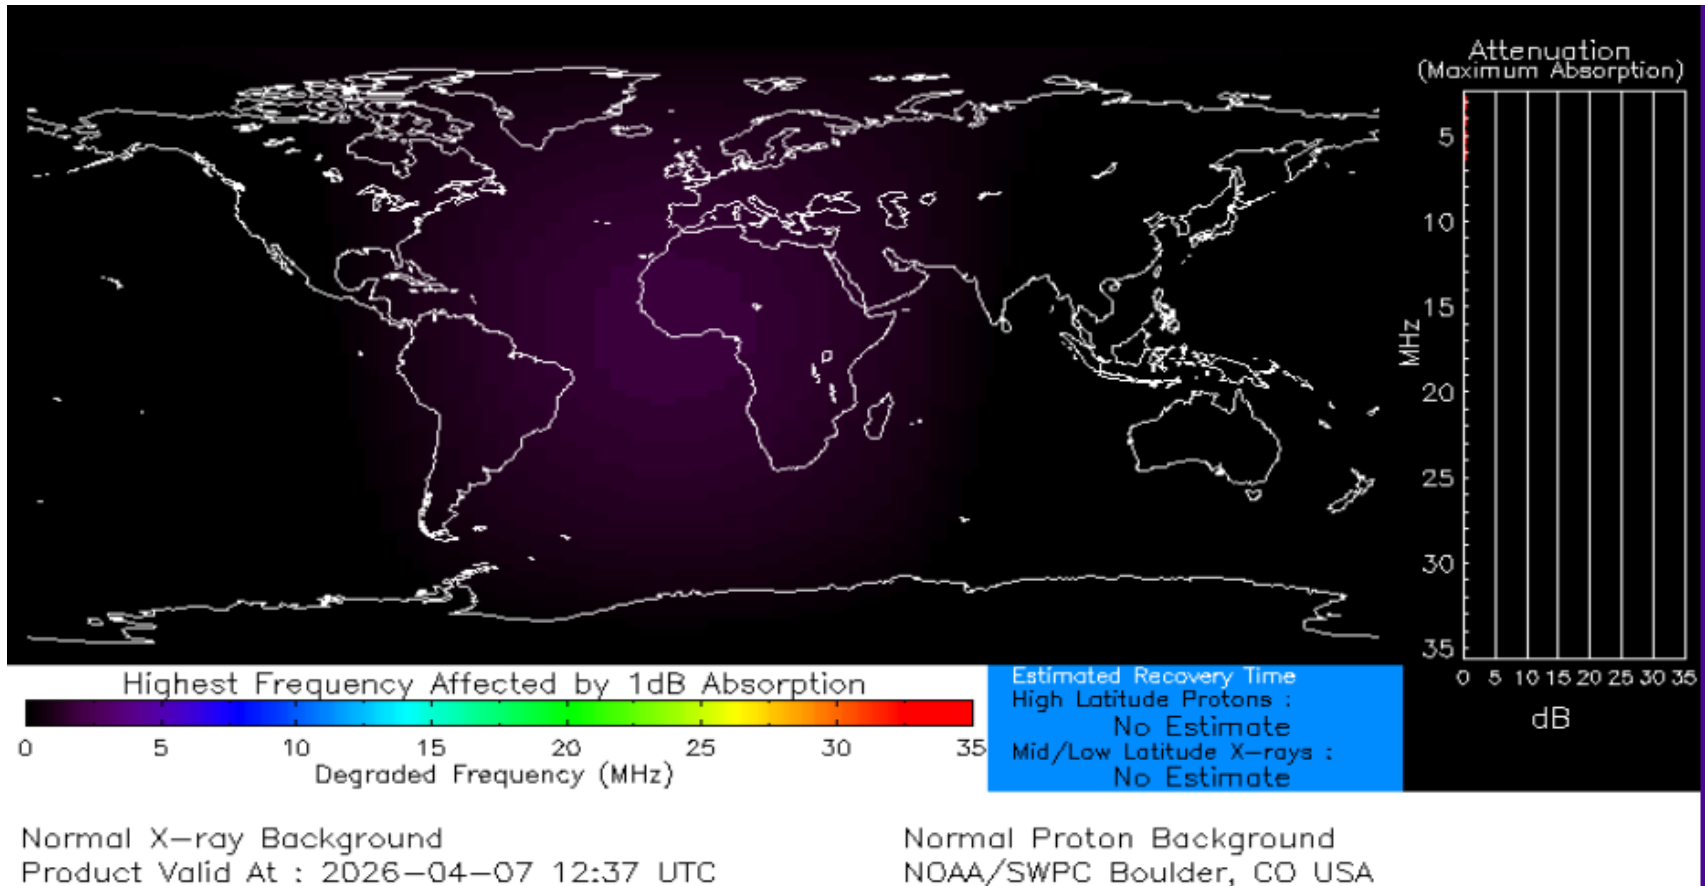 Attenuation
(Maximum Absorption)
5
10
15
20
25
30
35
MHz
0 5 10 15 20 25 30 35
dB
Highest Frequency Affected by 1dB Absorption
0 5 10 15 20 25 30 35
Degraded Frequency (MHz)
Estimated Recovery Time
High Latitude Protons :
No Estimate
Mid/Low Latitude X-rays :
No Estimate
Normal X-ray Background
Product Valid At : 2026-04-07 12:37 UTC
Normal Proton Background
NOAA/SWPC Boulder, CO USA